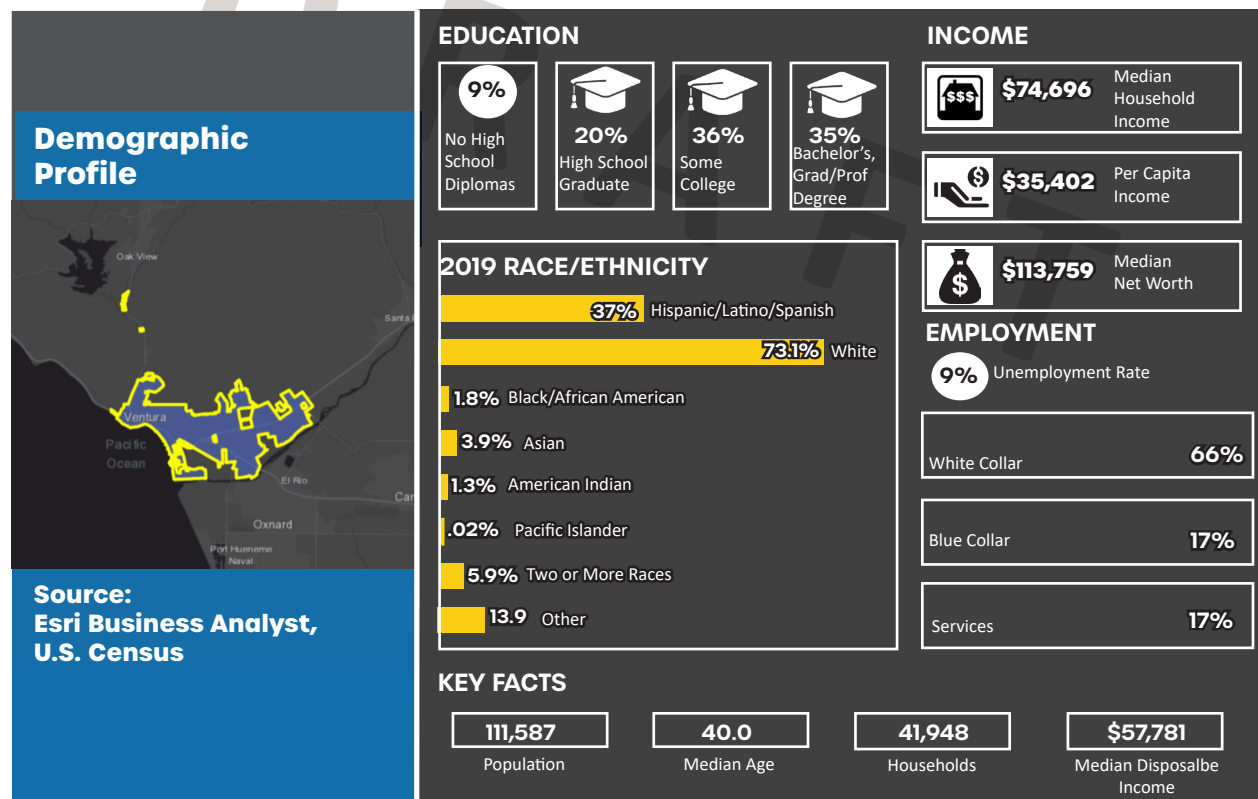 Demographic
Profile
Oak View
Santa
Ventura
Pacific
Ocean
El Rio
Car
Oxnard
Port Hueneme
Naval
Source:
Esri Business Analyst,
U.S. Census
EDUCATION
9%
No High
School
Diplomas
20%
High School
Graduate
36%
Some
College
35%
Bachelor's,
Grad/Prof
Degree
2019 RACE/ETHNICITY
37% Hispanic/Latino/Spanish
73.1% White
1.8% Black/African American
3.9% Asian
1.3% American Indian
.02% Pacific Islander
5.9% Two or More Races
13.9 Other
INCOME
$$$
$74,696
Median
Household
Income
$
$35,402
Per Capita
Income
$
$113,759
Median
Net Worth
EMPLOYMENT
9% Unemployment Rate
White Collar 66%
Blue Collar 17%
Services 17%
KEY FACTS
111,587
Population
40.0
Median Age
41,948
Households
$57,781
Median Disposalbe
Income
DRAFT